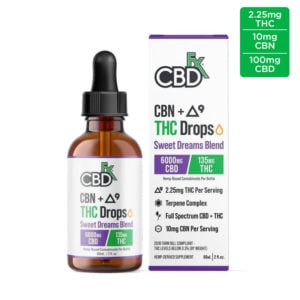 2.25mg
THC
10mg
CBN
100mg
CBD
CBDFX
CBN + Δ9
THC Drops
Sweet Dreams Blend
6000MG
CBD
135MG
THC
Hemp-Based Cannabinoids Per Bottle
2.25mg THC Per Serving
Terpene Complex
Full Spectrum CBD + THC
10mg CBN Per Serving
HEMP-DERIVED SUPPLEMENT
60ML / 2 fl. oz.
CBDFX
CBN + Δ9
THC Drops
Sweet Dreams Blend
6000MG
CBD
135MG
THC
60ML / 2 fl. oz.